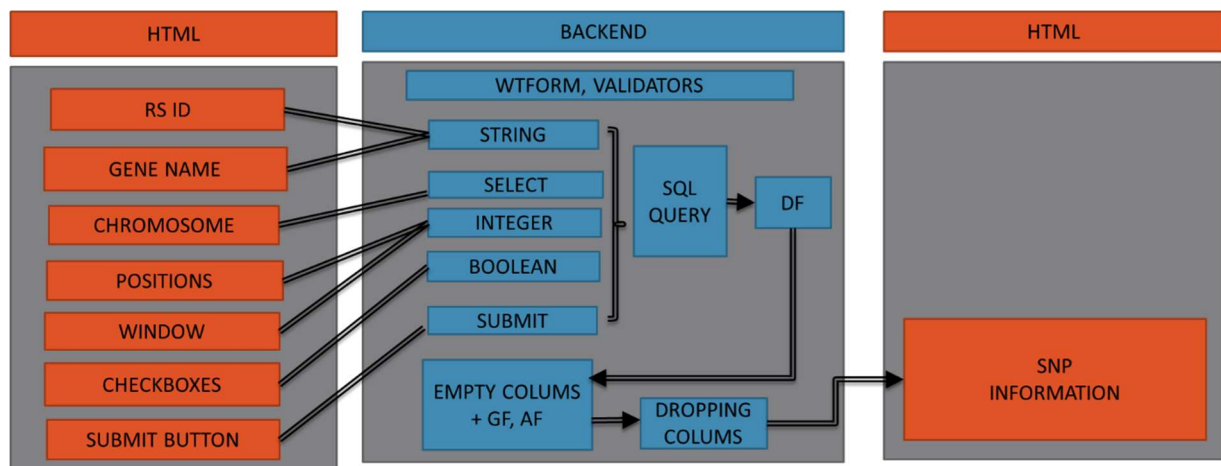 HTML
BACKEND
HTML
RS ID
GENE NAME
CHROMOSOME
POSITIONS
WINDOW
CHECKBOXES
SUBMIT BUTTON
WTFORM, VALIDATORS
STRING
SELECT
INTEGER
BOOLEAN
SUBMIT
SQL
QUERY
DF
EMPTY COLUMS
+ GF, AF
DROPPING
COLUMS
SNP
INFORMATION